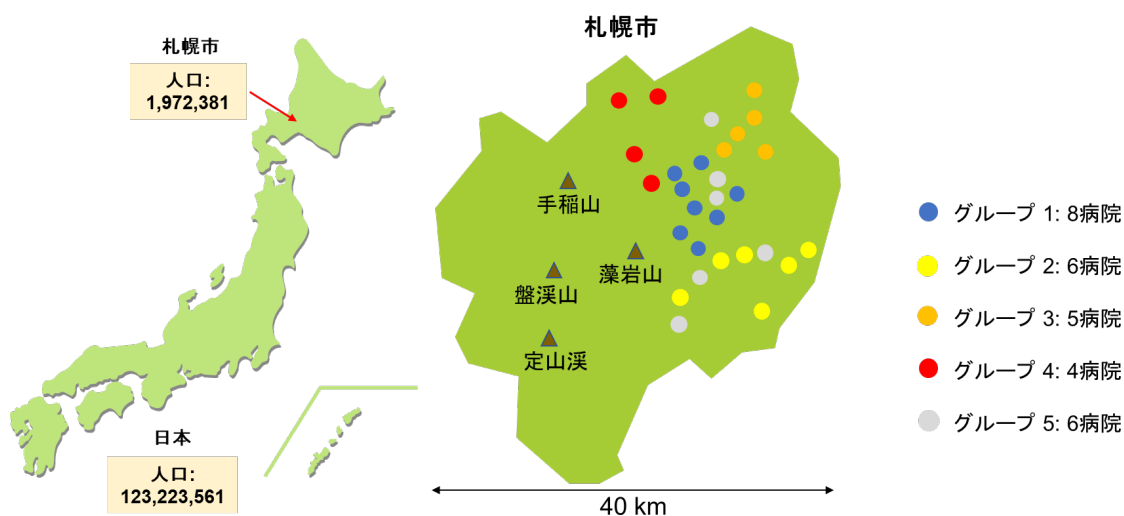 札幌市
人口:
1,972,381
日本
人口:
123,223,561
札幌市
手稲山
藻岩山
盤渓山
定山渓
40 km
グループ 1: 8病院
グループ 2: 6病院
グループ 3: 5病院
グループ 4: 4病院
グループ 5: 6病院